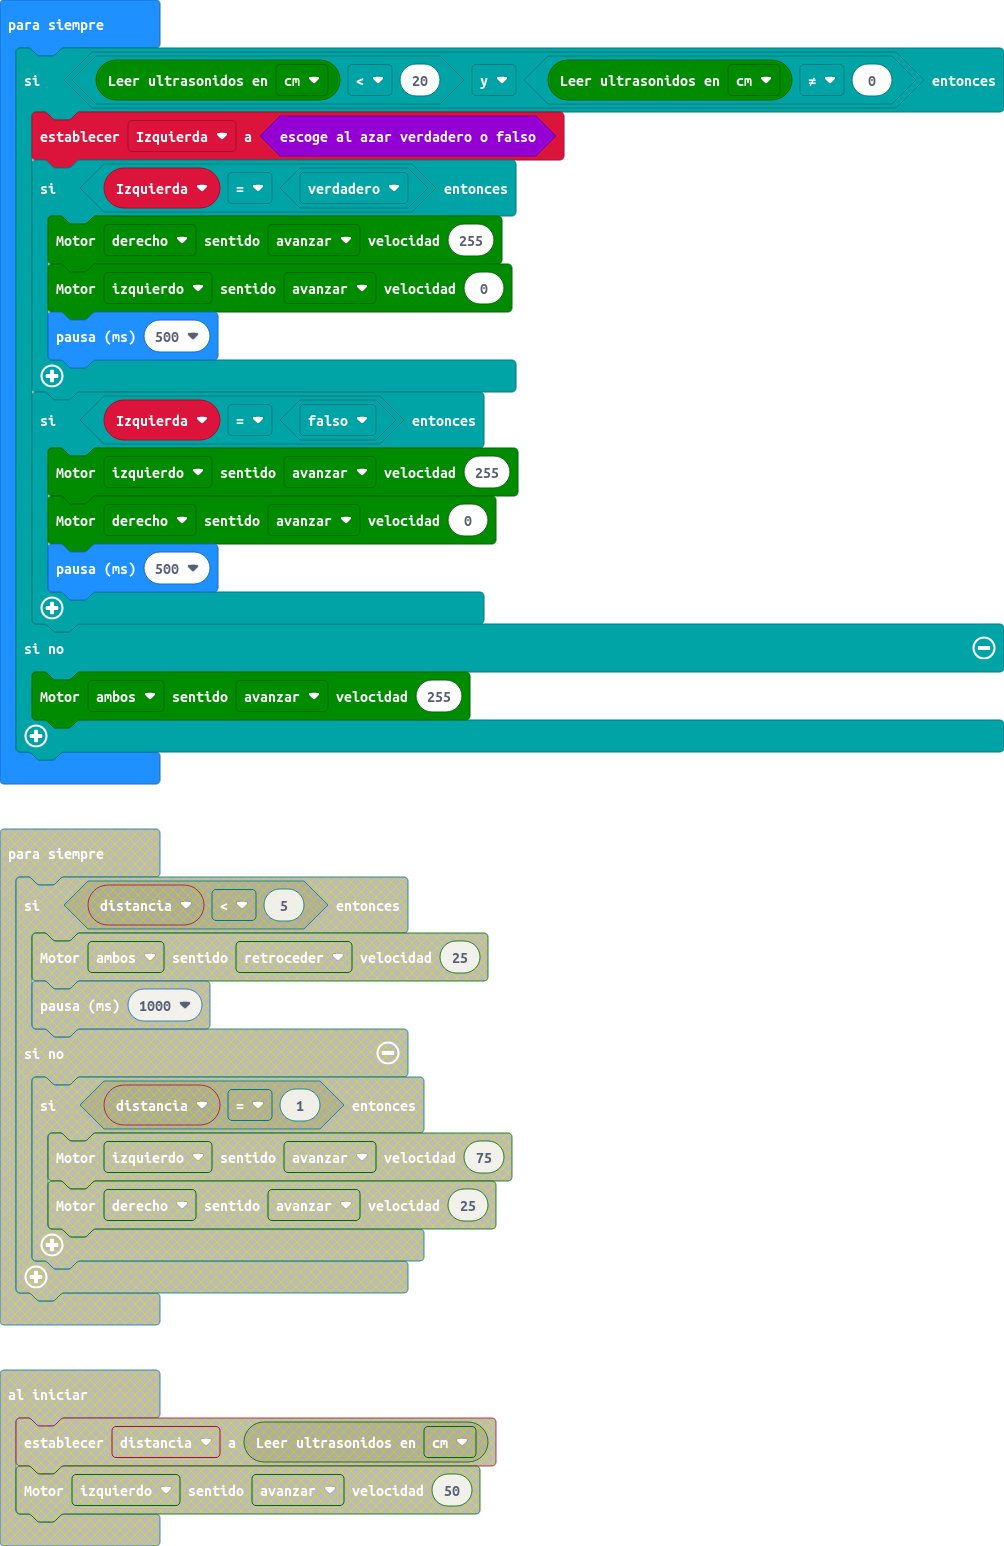 para siempre
si Leer ultrasonidos en cm < 20 y Leer ultrasonidos en cm ≠ 0 entonces
establecer Izquierda a escoge al azar verdadero o falso
si Izquierda = verdadero entonces
Motor derecho sentido avanzar velocidad 255
Motor izquierdo sentido avanzar velocidad 0
pausa (ms) 500
si Izquierda = falso entonces
Motor izquierdo sentido avanzar velocidad 255
Motor derecho sentido avanzar velocidad 0
pausa (ms) 500
si no
Motor ambos sentido avanzar velocidad 255
para siempre
si distancia < 5 entonces
Motor ambos sentido retroceder velocidad 25
pausa (ms) 1000
si no
si distancia = 1 entonces
Motor izquierdo sentido avanzar velocidad 75
Motor derecho sentido avanzar velocidad 25
al iniciar
establecer distancia a Leer ultrasonidos en cm
Motor izquierdo sentido avanzar velocidad 50